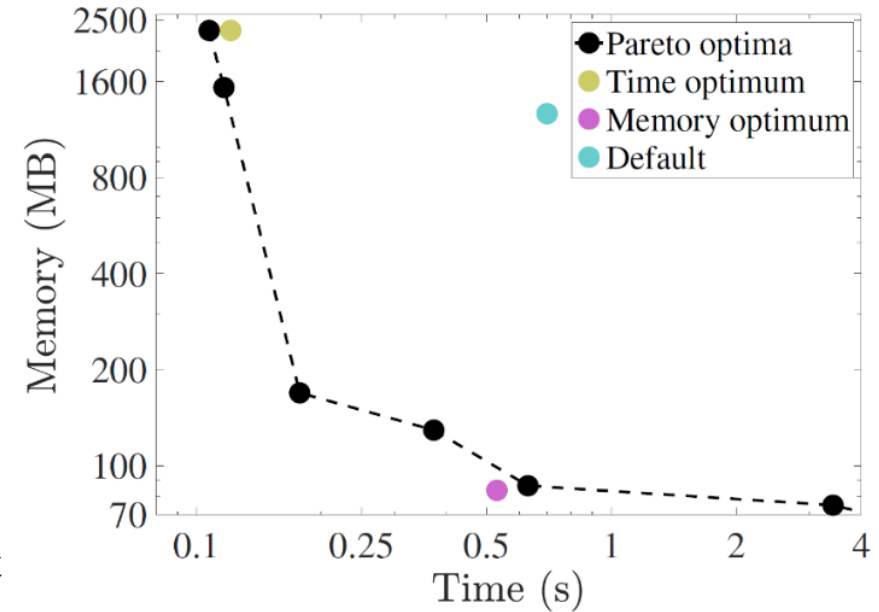 2500
1600
800
400
200
100
70
Memory (MB)
Pareto optima
Time optimum
Memory optimum
Default
0.1 0.25 0.5 1 2 4
Time (s)